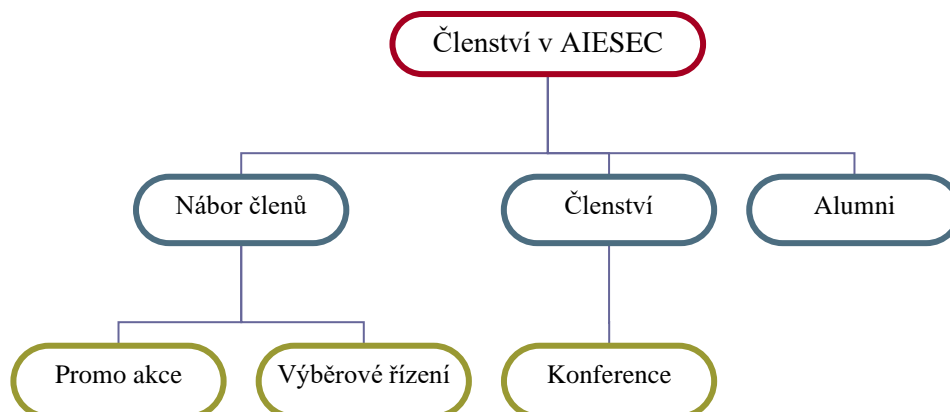 Členství v AIESEC
Nábor členů
Členství
Alumni
Promo akce
Výběrové řízení
Konference